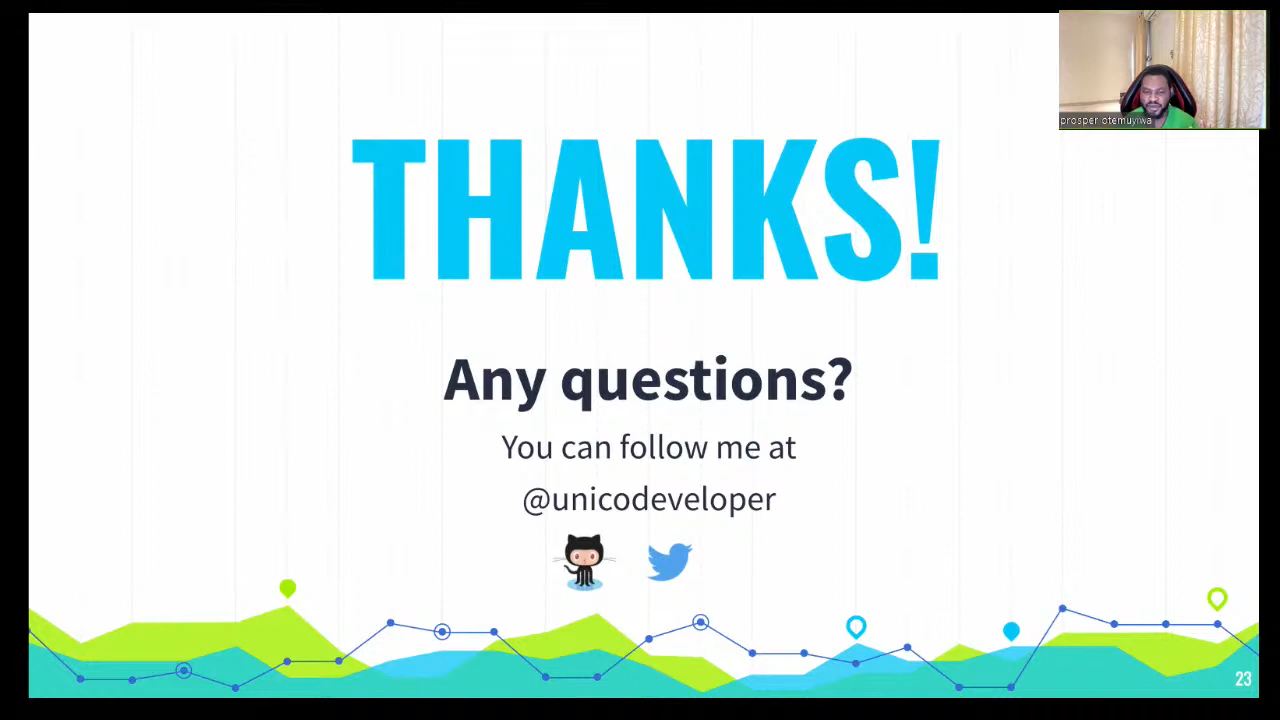 prosper otemuyiwa
THANKS!
Any questions?
You can follow me at
@unicodeveloper
23